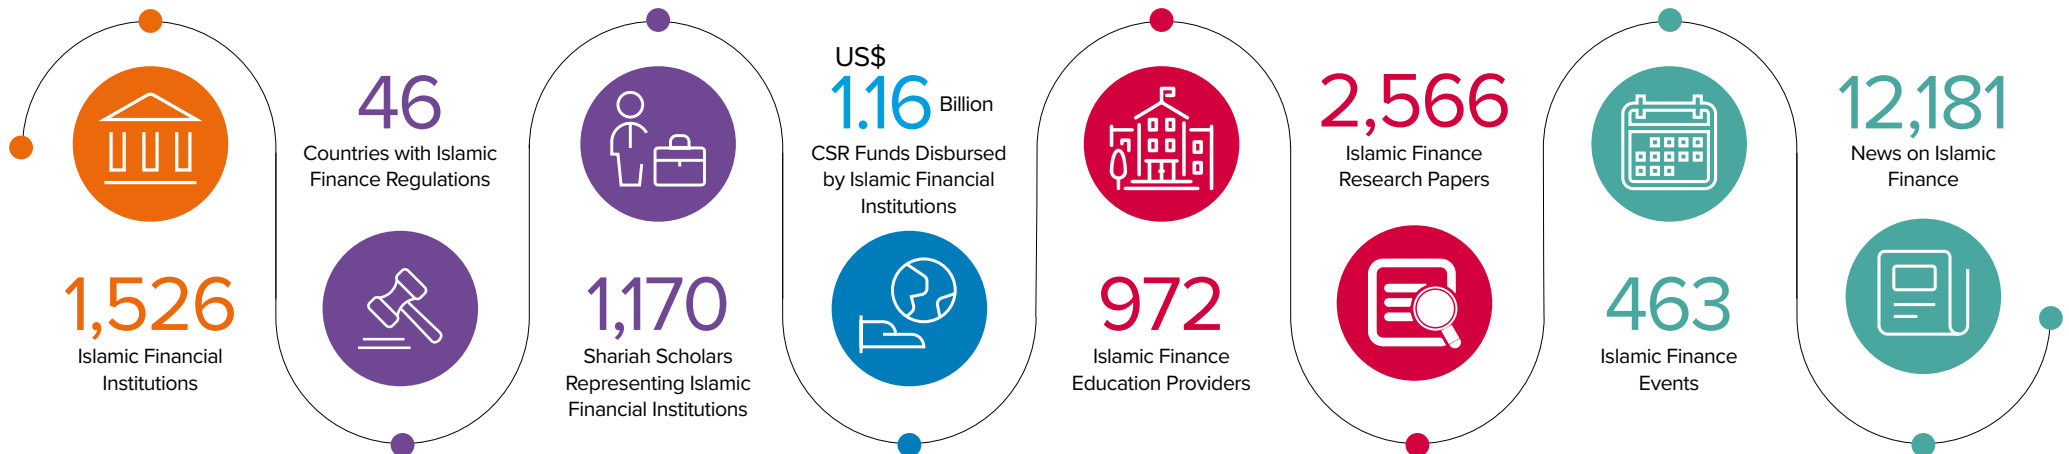 1,526
Islamic Financial
Institutions
46
Countries with Islamic
Finance Regulations
1,170
Shariah Scholars
Representing Islamic
Financial Institutions
US$
1.16 Billion
CSR Funds Disbursed
by Islamic Financial
Institutions
972
Islamic Finance
Education Providers
2,566
Islamic Finance
Research Papers
463
Islamic Finance
Events
12,181
News on Islamic
Finance